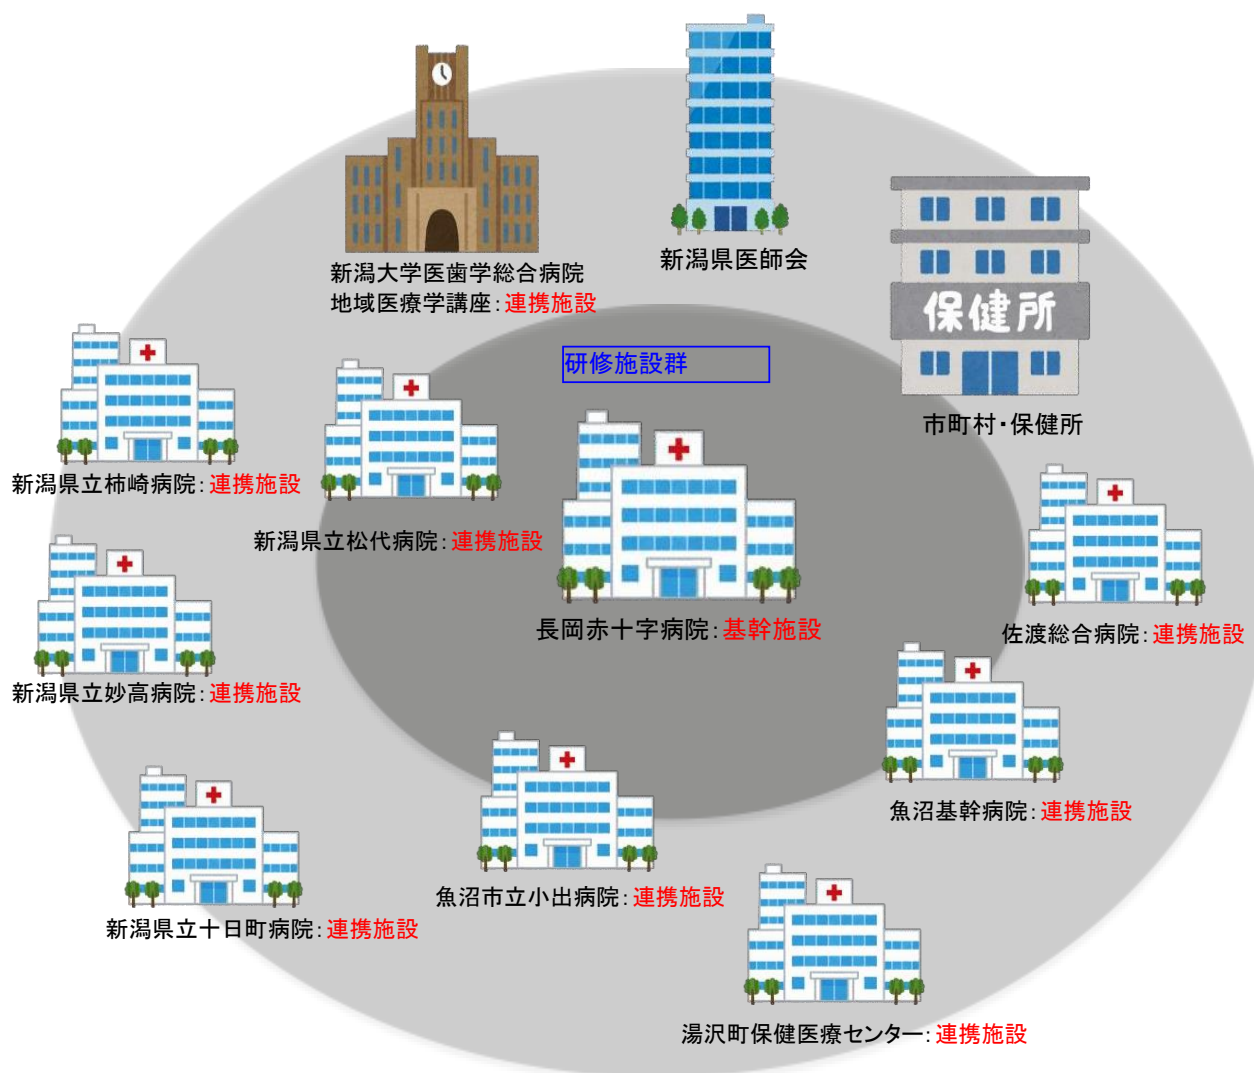 新潟大学医歯学総合病院
地域医療学講座：連携施設
新潟県医師会
保健所
市町村・保健所
研修施設群
新潟県立柿崎病院：連携施設
新潟県立松代病院：連携施設
長岡赤十字病院：基幹施設
佐渡総合病院：連携施設
新潟県立妙高病院：連携施設
魚沼基幹病院：連携施設
魚沼市立小出病院：連携施設
新潟県立十日町病院：連携施設
湯沢町保健医療センター：連携施設